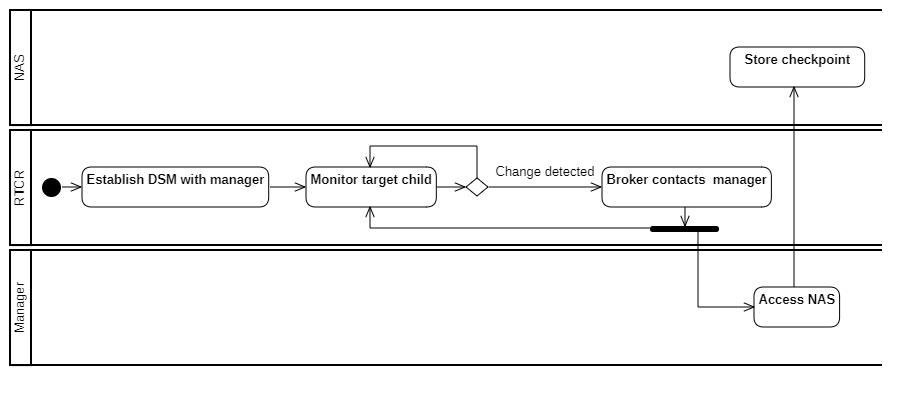 NAS
Store checkpoint
RTCR
Establish DSM with manager
Monitor target child
Change detected
Broker contacts  manager
Manager
Access NAS